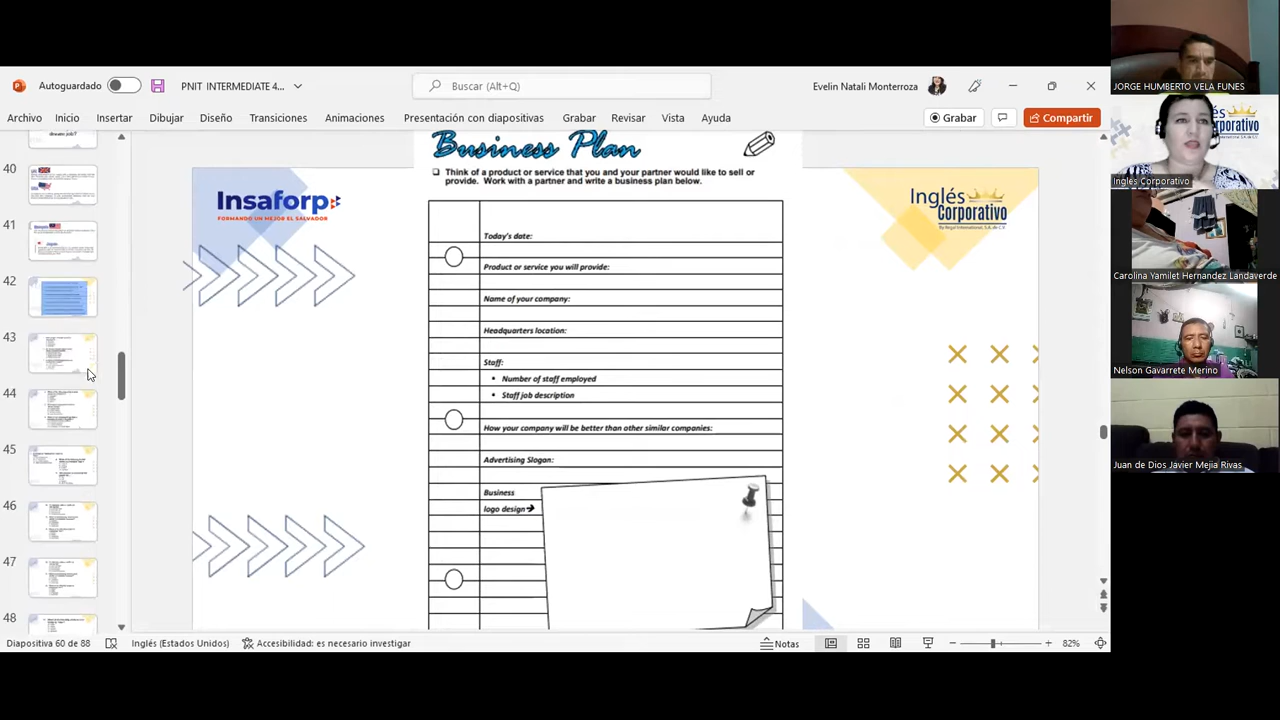 Autoguardado
PNIT INTERMEDIATE 4...
Buscar (Alt+Q)
Evelin Natali Monterroza
Archivo Inicio Insertar Dibujar Diseño Transiciones Animaciones Presentación con diapositivas Grabar Revisar Vista Ayuda
Grabar
Compartir
dream job?
40
41
42
43
44
45
46
47
48
Insaforp
FORMANDO UN MEJOR EL SALVADOR
Business Plan
Think of a product or service that you and your partner would like to sell or
provide. Work with a partner and write a business plan below.
Today's date:
Product or service you will provide:
Name of your company:
Headquarters location:
Staff:
• Number of staff employed
• Staff job description
How your company will be better than other similar companies:
Advertising Slogan:
Business
logo design
Inglés
Corporativo
JORGE HUMBERTO VELA FUNES
Inglés Corporativo
Carolina Yamilet Hernandez Landaverde
Nelson Gavarrete Merino
Juan de Dios Javier Mejia Rivas
Diapositiva 60 de 88
Inglés (Estados Unidos)
Accesibilidad: es necesario investigar
Notas
82%